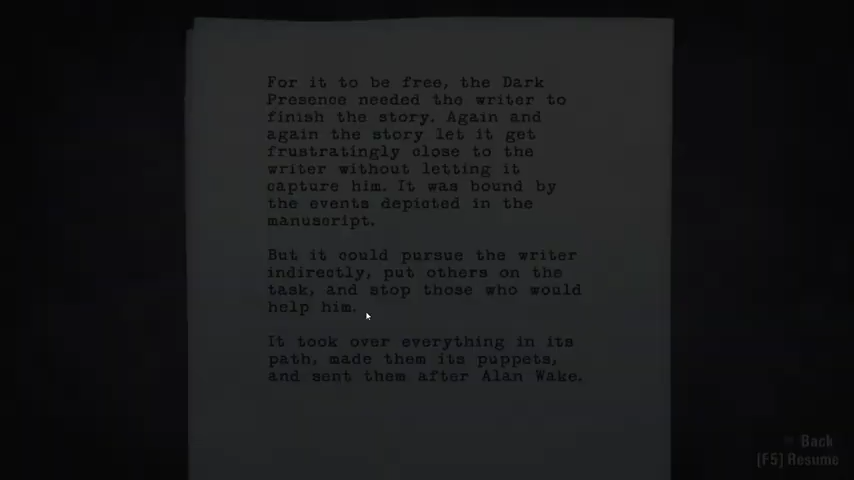 For it to be free, the Dark
Presence needed the writer to
finish the story. Again and
again the story let it get
frustratingly close to the
writer without letting it
capture him. It was bound by
the events depicted in the
manuscript.
But it could pursue the writer
indirectly, put others on the
task, and stop those who would
help him.
It took over everything in its
path, made them its puppets,
and sent them after Alan Wake.
Back
[F5] Resume